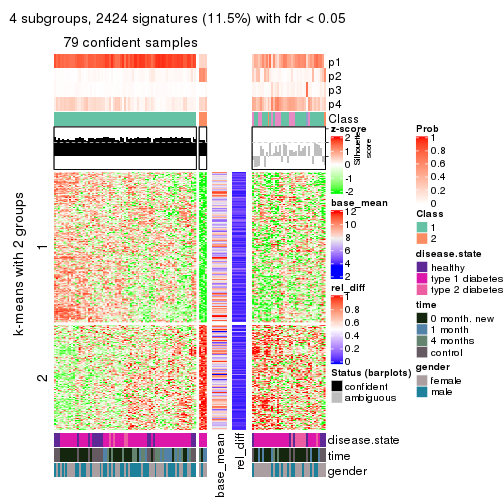 4 subgroups, 2424 signatures (11.5%) with fdr < 0.05
79 confident samples
p1
p2
p3
p4
Class
z-score
2
1
0
-1
-2
Silhouette
score
base_mean
12
10
8
6
4
2
rel_diff
1
0.8
0.6
0.4
0.2
0
Status (barplots)
confident
ambiguous
Prob
1
0.8
0.6
0.4
0.2
0
Class
1
2
disease.state
healthy
type 1 diabetes
type 2 diabetes
time
0 month. new
1 month
4 months
control
gender
female
male
k-means with 2 groups
1
2
disease.state
time
gender
base_mean
rel_diff